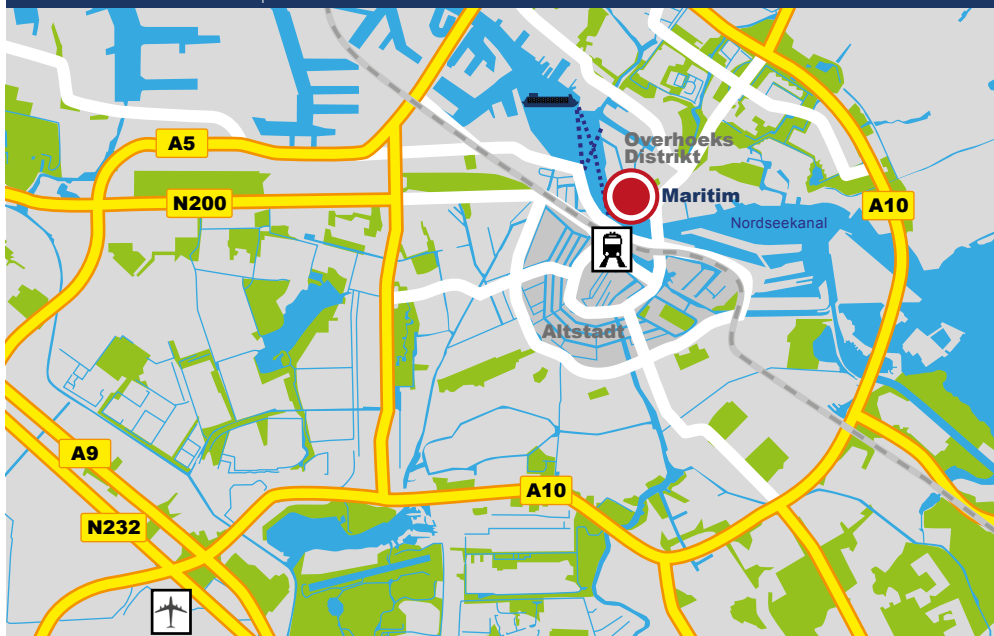 A5
Overhoeks
Distrikt
Maritim
N200
A10
Nordseekanal
Altstadt
A9
A10
N232